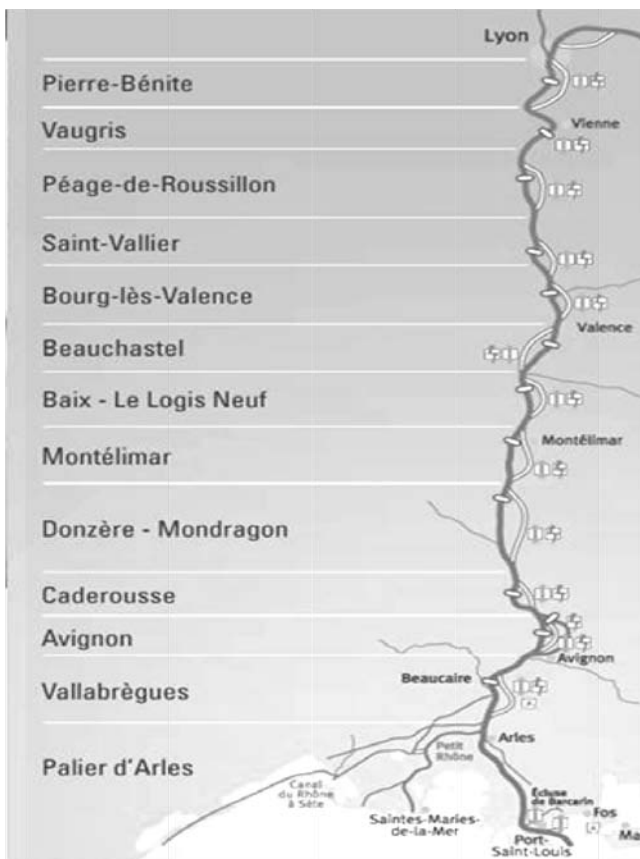 Lyon
Pierre-Bénite
Vaugris
Vienne
Péage-de-Roussillon
Saint-Vallier
Bourg-lès-Valence
Valence
Beauchastel
Baix - Le Logis Neuf
Montélimar
Montélimar
Donzère - Mondragon
Caderousse
Avignon
Avignon
Beaucaire
Vallabrègues
Arles
Petit
Rhône
Palier d'Arles
Canal
du Rhône
à Sète
Écluse
de Barcarin
Fos
Saintes-Maries-
de-la-Mer
Port-
Saint-Louis
Ma